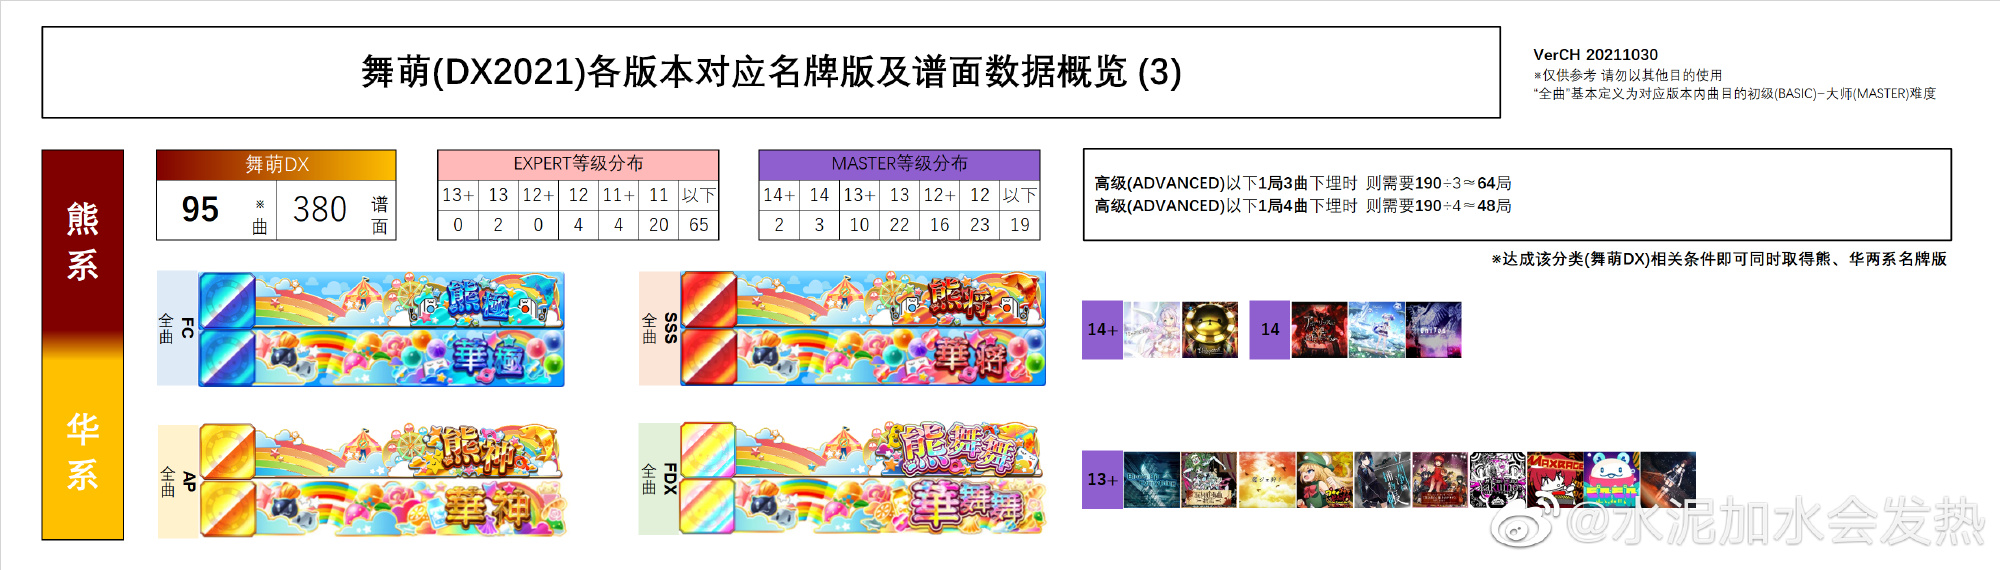 舞萌(DX2021)各版本对应名牌版及谱面数据概览 (3)
VerCH 20211030
※仅供参考 请勿以其他目的使用
“全曲”基本定义为对应版本内曲目的初级(BASIC)–大师(MASTER)难度
熊系
华系
舞萌DX
95 ※曲 380 谱面
EXPERT等级分布
13+ 13 12+ 12 11+ 11 以下
0 2 0 4 4 20 65
MASTER等级分布
14+ 14 13+ 13 12+ 12 以下
2 3 10 22 16 23 19
高级(ADVANCED)以下1局3曲下埋时 则需要190÷3≈64局
高级(ADVANCED)以下1局4曲下埋时 则需要190÷4≈48局
※达成该分类(舞萌DX)相关条件即可同时取得熊、华两系名牌版
全曲 FC
熊極
華極
全曲 SSS
熊将
華将
14+
14
全曲 AP
熊神
華神
全曲 FDX
熊舞舞
華舞舞
13+
MAXRAGE
@水泥加水会发热